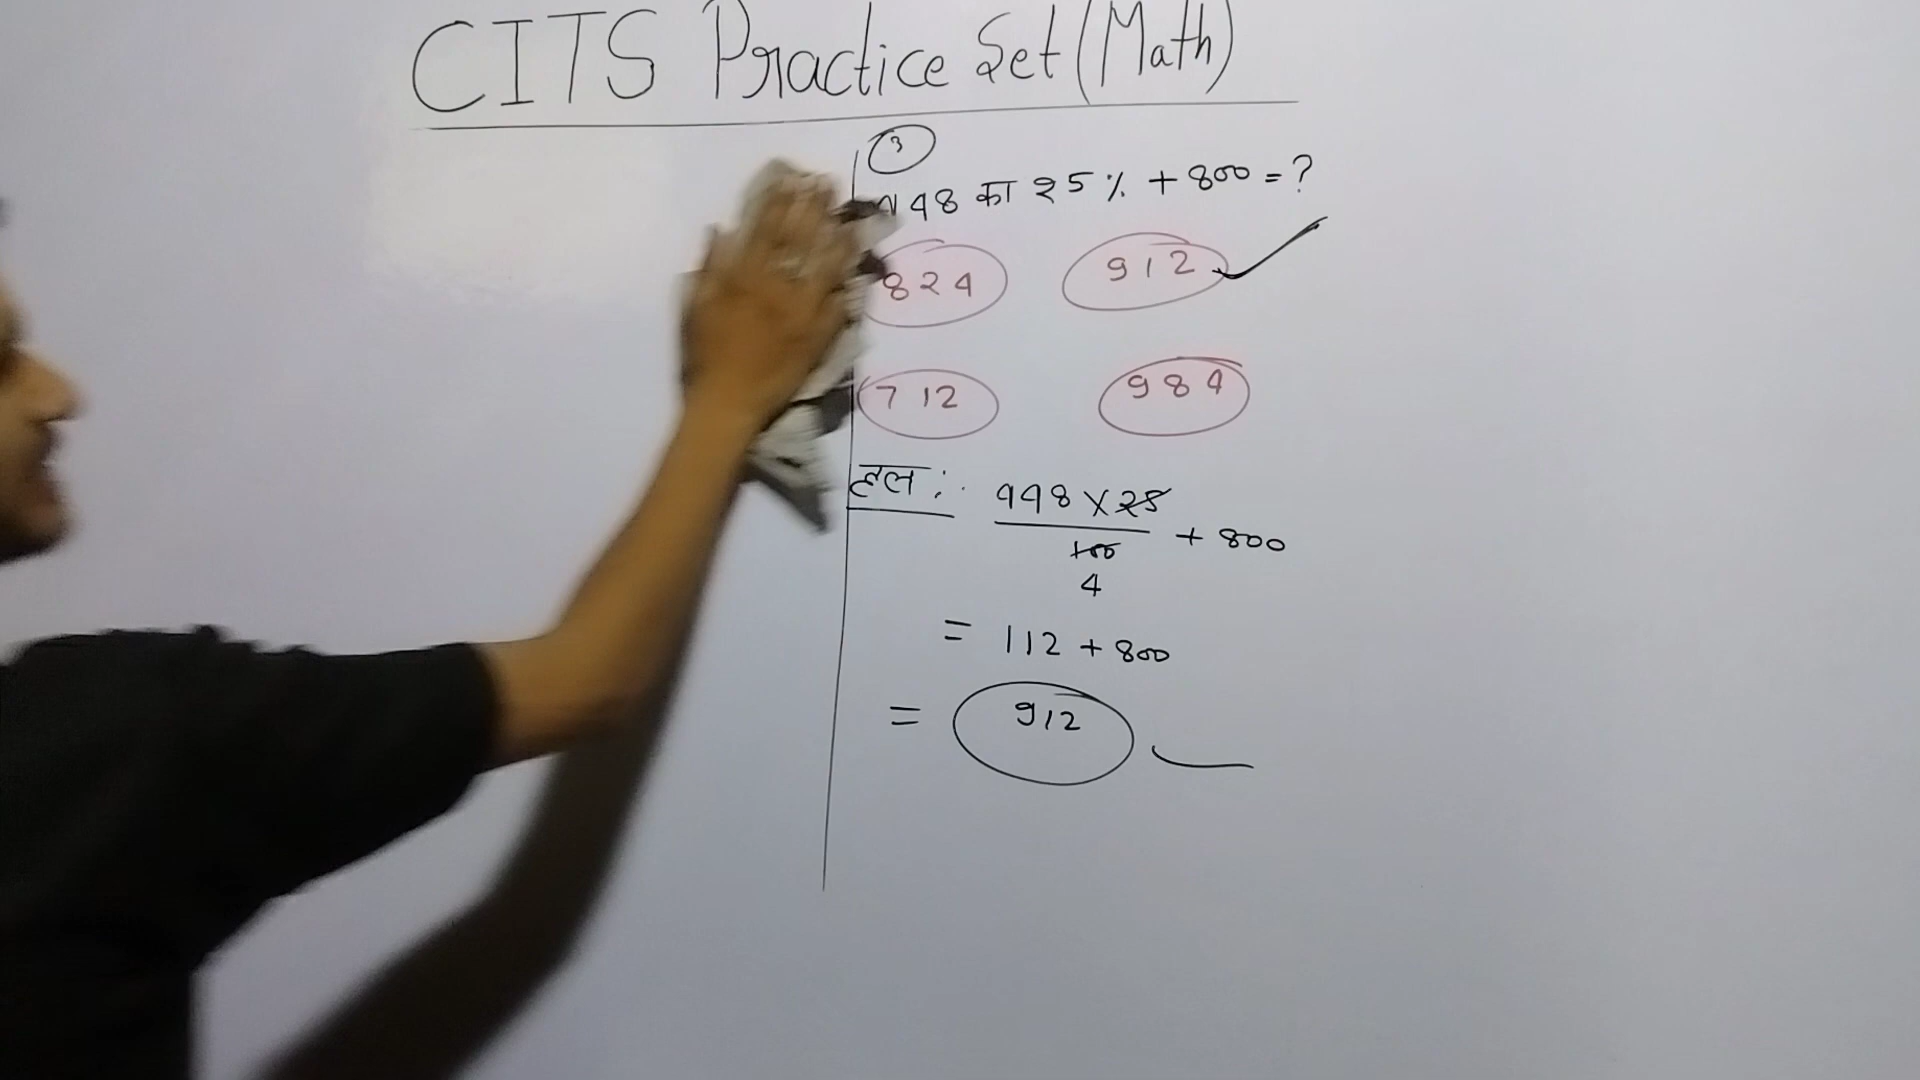 CITS Practice Set (Math)
3
448 का 25% + 800 = ?
824 912
712 984
हल :
448 X 25 + 800
100
4
= 112 + 800
= 912